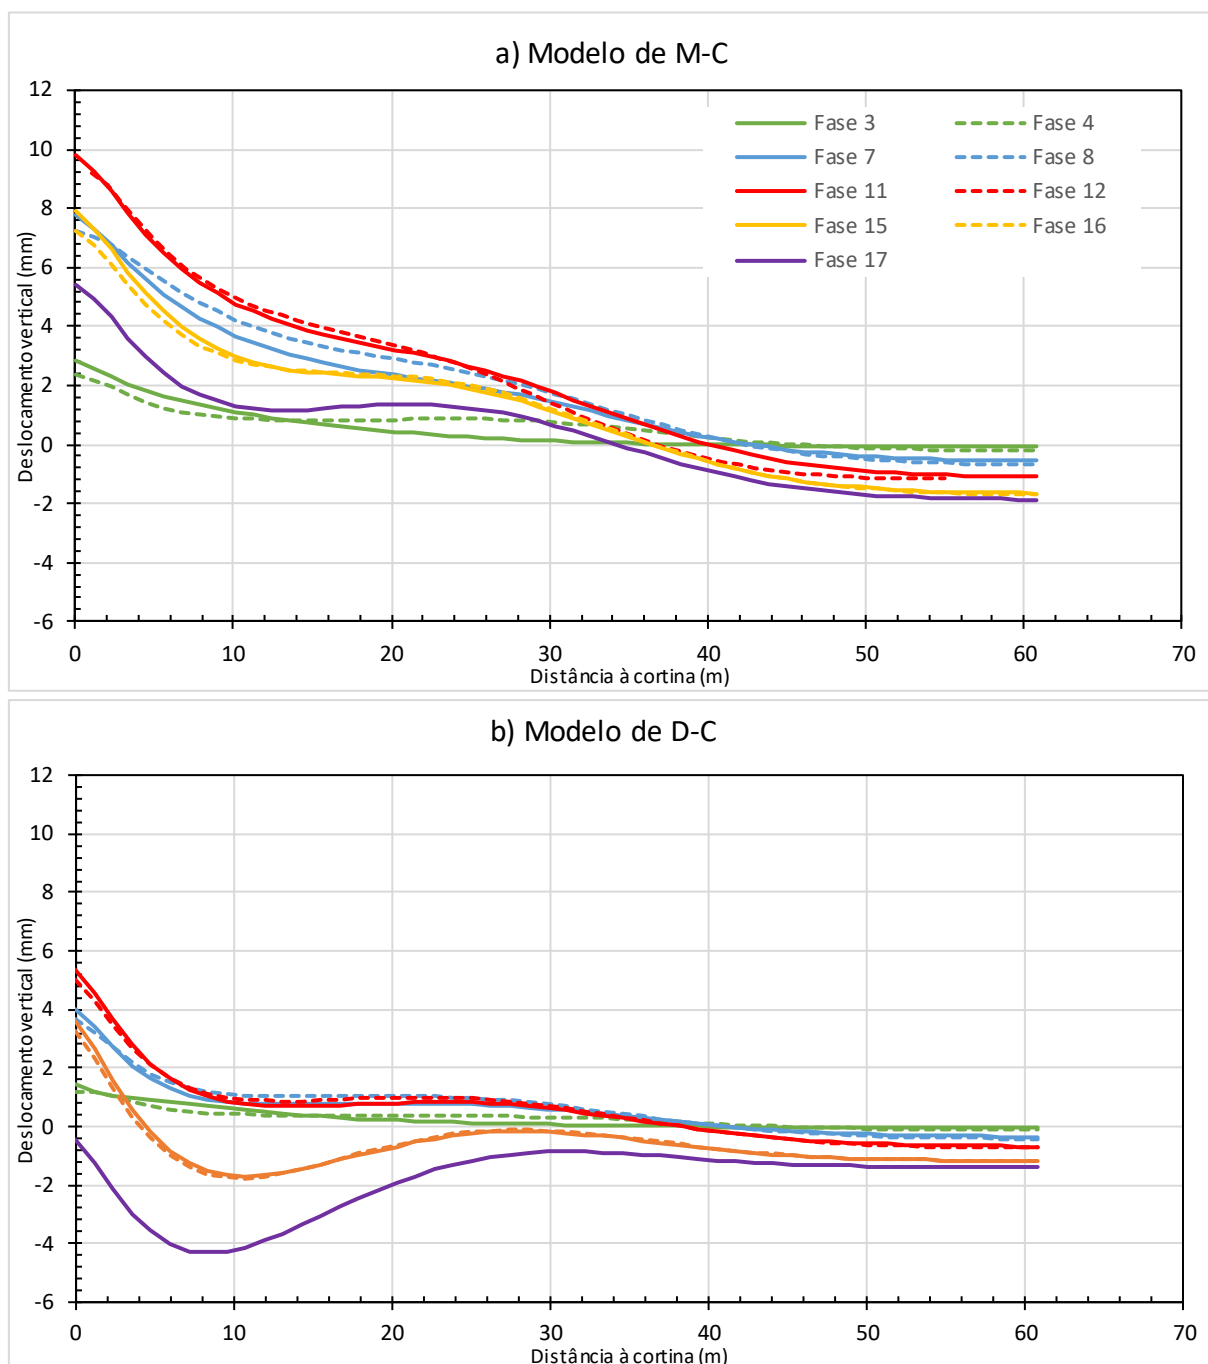 a) Modelo de M-C
12
10
8
6
4
2
0
-2
-4
-6
Deslocamento vertical (mm)
Fase 3 Fase 4
Fase 7 Fase 8
Fase 11 Fase 12
Fase 15 Fase 16
Fase 17
0 10 20 30 40 50 60 70
Distância à cortina (m)
b) Modelo de D-C
12
10
8
6
4
2
0
-2
-4
-6
Deslocamento vertical (mm)
0 10 20 30 40 50 60 70
Distância à cortina (m)